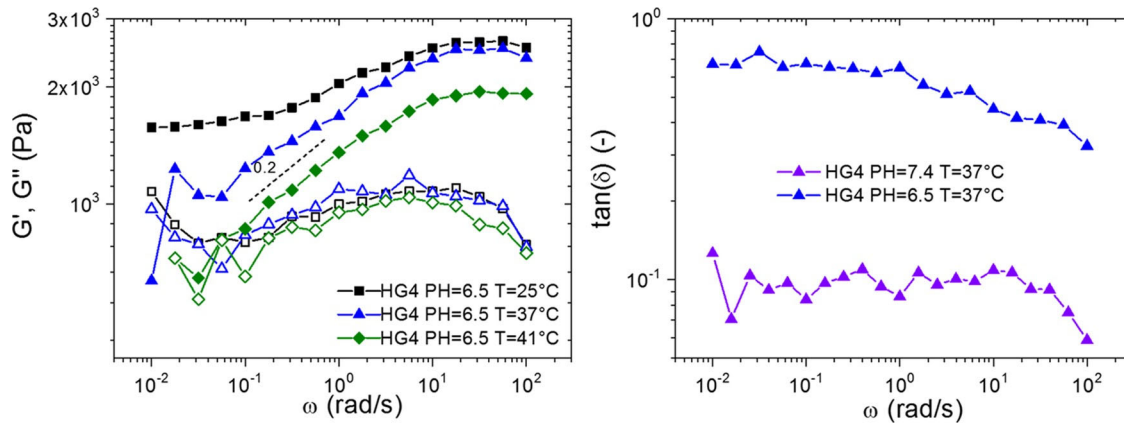 3x10³
2x10³
10³
G', G'' (Pa)
0.2
HG4 PH=6.5 T=25°C
HG4 PH=6.5 T=37°C
HG4 PH=6.5 T=41°C
10⁻² 10⁻¹ 10⁰ 10¹ 10²
ω (rad/s)
10⁰
10⁻¹
tan(δ) (-)
HG4 PH=7.4 T=37°C
HG4 PH=6.5 T=37°C
10⁻² 10⁻¹ 10⁰ 10¹ 10²
ω (rad/s)